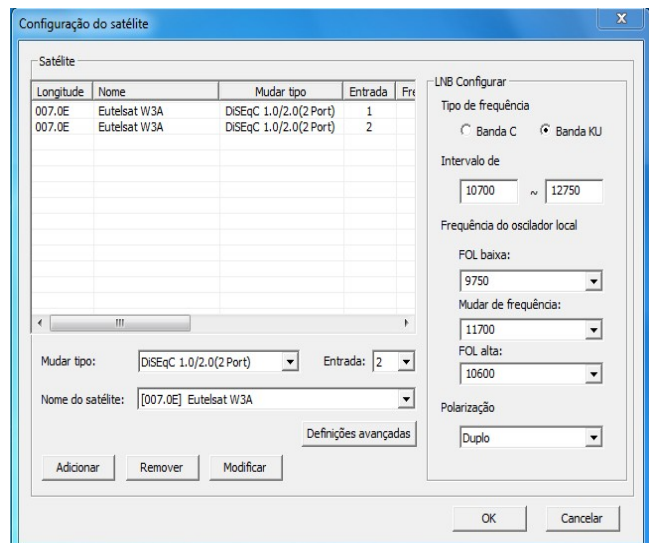 Configuração do satélite
X
Satélite
Longitude Nome Mudar tipo Entrada Fre
007.0E Eutelsat W3A DiSEqC 1.0/2.0(2 Port) 1
007.0E Eutelsat W3A DiSEqC 1.0/2.0(2 Port) 2
Mudar tipo: DiSEqC 1.0/2.0(2 Port) Entrada: 2
Nome do satélite: [007.0E] Eutelsat W3A
Definições avançadas
Adicionar Remover Modificar
LNB Configurar
Tipo de frequência
Banda C Banda KU
Intervalo de
10700 ~ 12750
Frequência do oscilador local
FOL baixa:
9750
Mudar de frequência:
11700
FOL alta:
10600
Polarização
Duplo
OK Cancelar